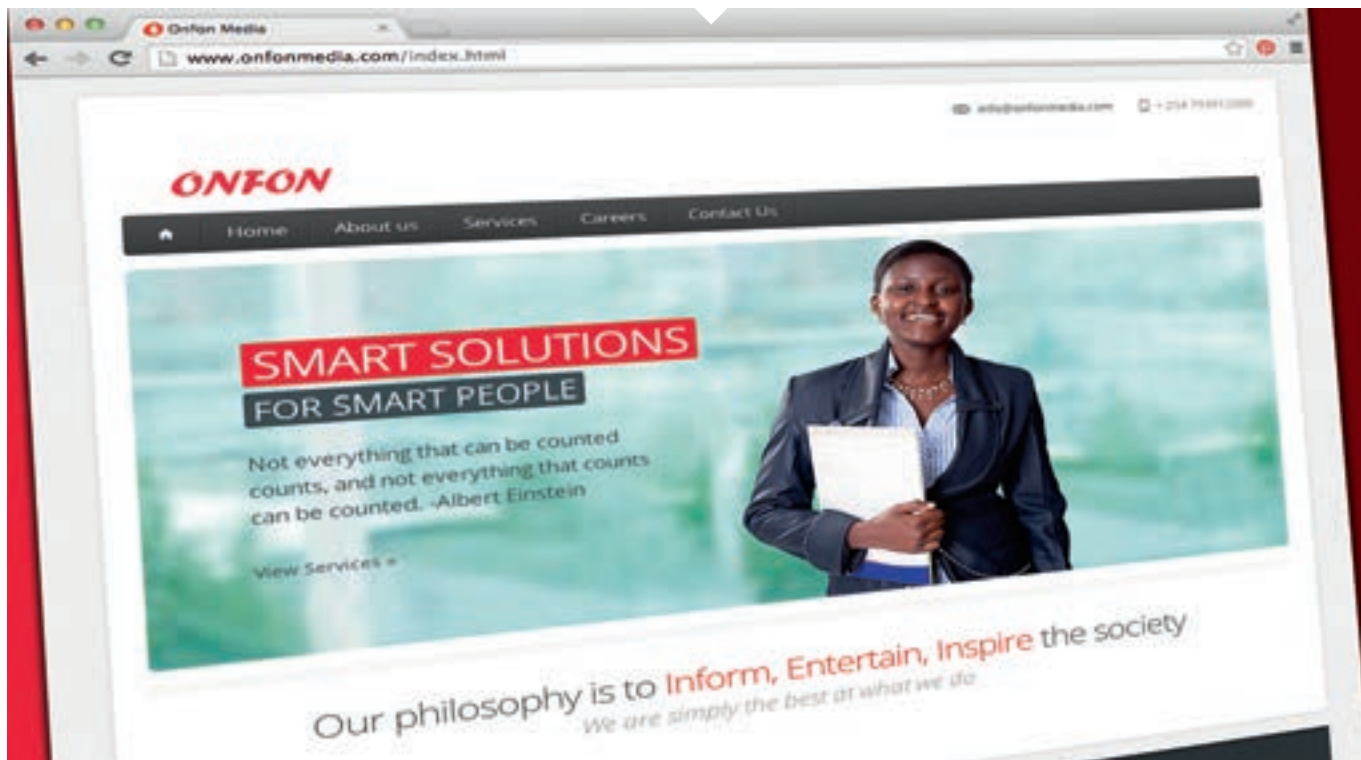 Onfon Media
www.onfonmedia.com/index.html
info@onfonmedia.com
ONFON
Home About us Services Careers Contact Us
SMART SOLUTIONS
FOR SMART PEOPLE
Not everything that can be counted
counts, and not everything that counts
can be counted. -Albert Einstein
View Services »
Our philosophy is to Inform, Entertain, Inspire the society
We are simply the best at what we do